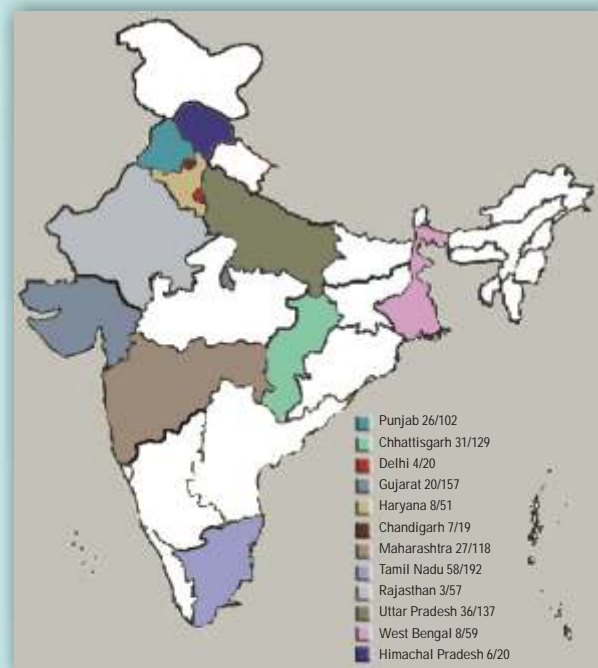 Punjab 26/102
Chhattisgarh 31/129
Delhi 4/20
Gujarat 20/157
Haryana 8/51
Chandigarh 7/19
Maharashtra 27/118
Tamil Nadu 58/192
Rajasthan 3/57
Uttar Pradesh 36/137
West Bengal 8/59
Himachal Pradesh 6/20